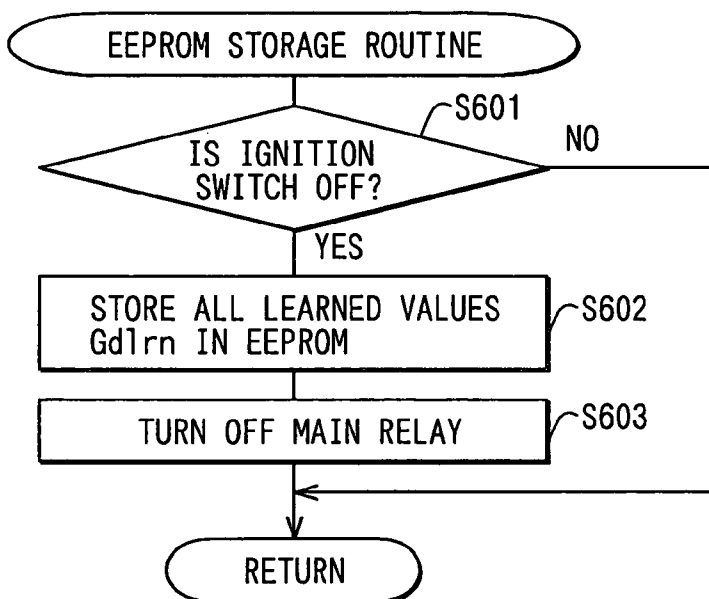 EEPROM STORAGE ROUTINE
S601
IS IGNITION
SWITCH OFF?
NO
YES
STORE ALL LEARNED VALUES
Gdlrn IN EEPROM
S602
TURN OFF MAIN RELAY
S603
RETURN